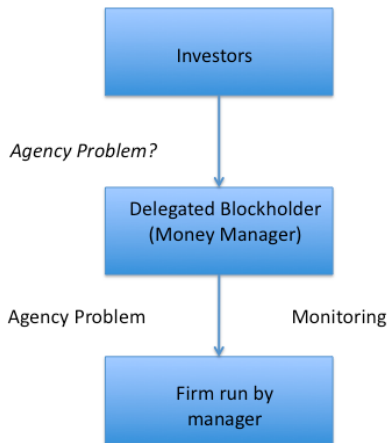 Investors
Agency Problem?
Delegated Blockholder
(Money Manager)
Agency Problem
Monitoring
Firm run by
manager